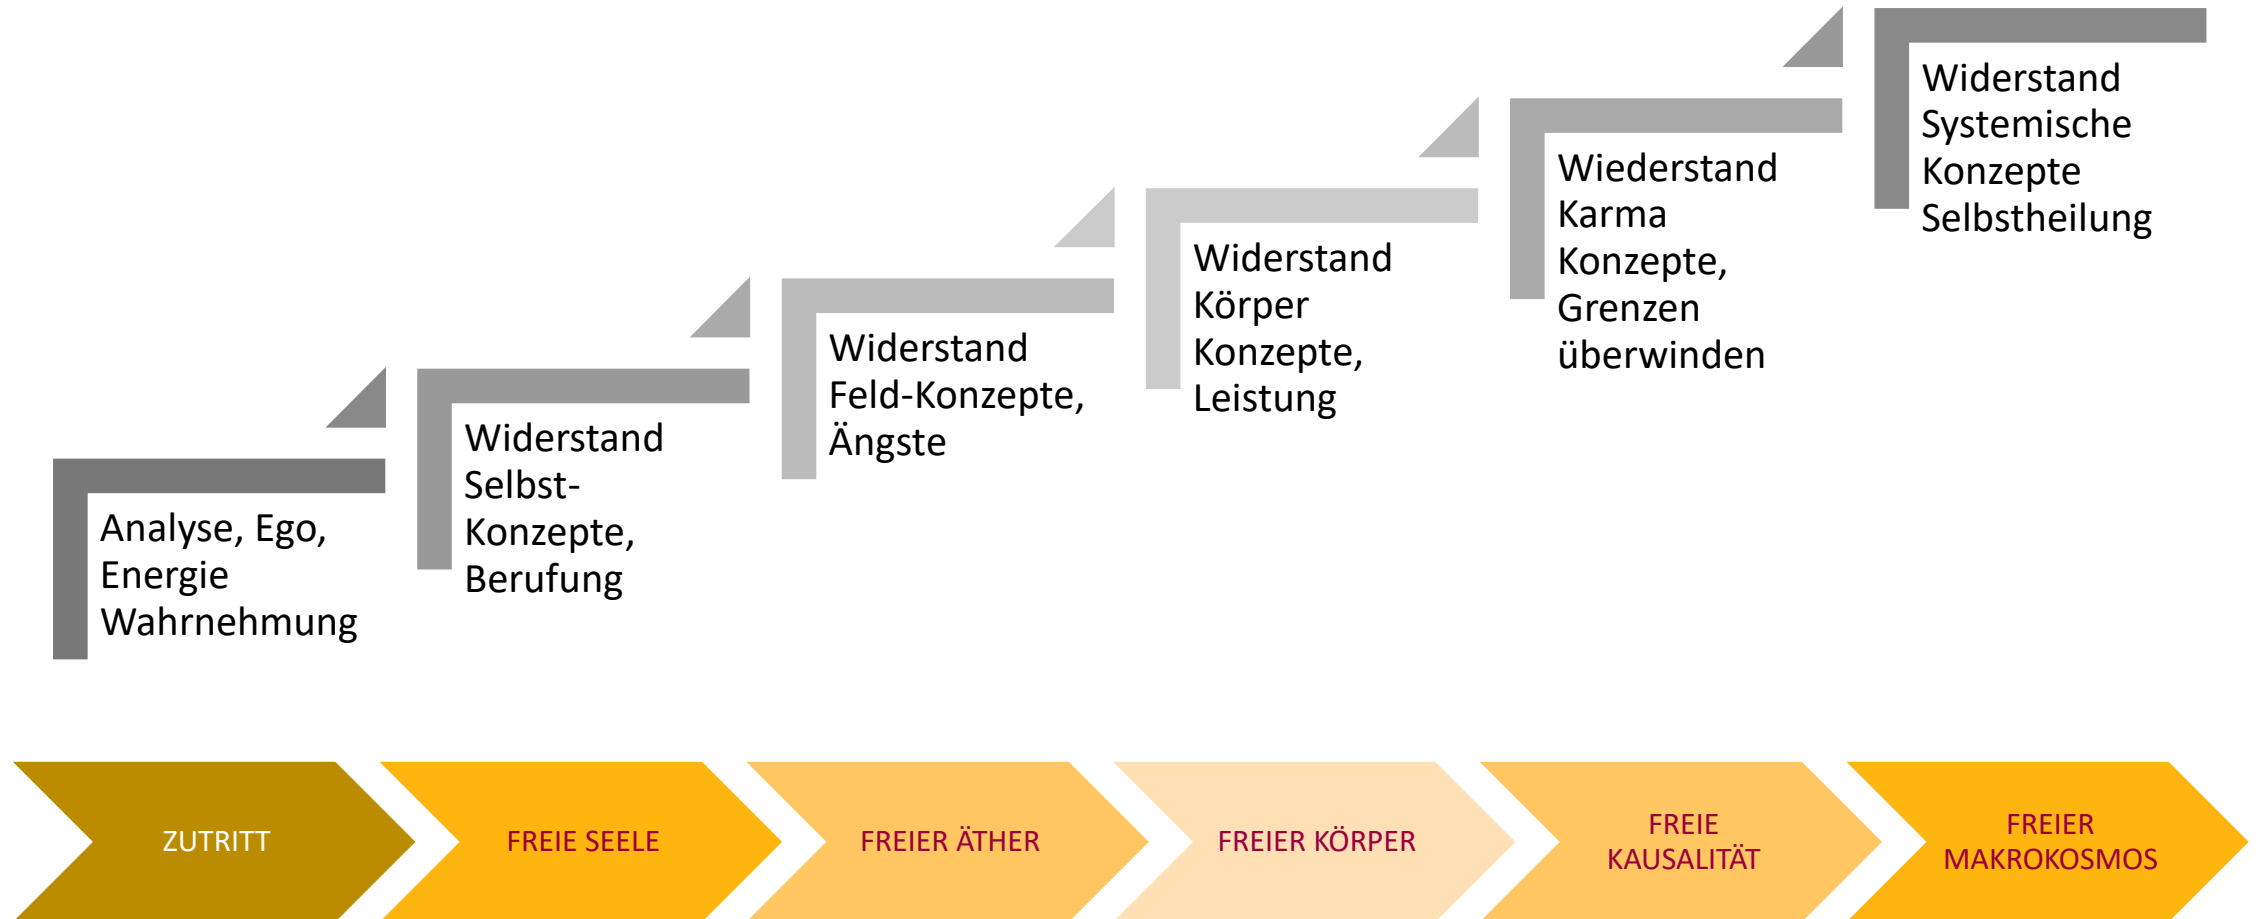 Analyse, Ego,
Energie
Wahrnehmung
Widerstand
Selbst-
Konzepte,
Berufung
Widerstand
Feld-Konzepte,
Ängste
Widerstand
Körper
Konzepte,
Leistung
Wiederstand
Karma
Konzepte,
Grenzen
überwinden
Widerstand
Systemische
Konzepte
Selbstheilung
ZUTRITT
FREIE SEELE
FREIER ÄTHER
FREIER KÖRPER
FREIE
KAUSALITÄT
FREIER
MAKROKOSMOS